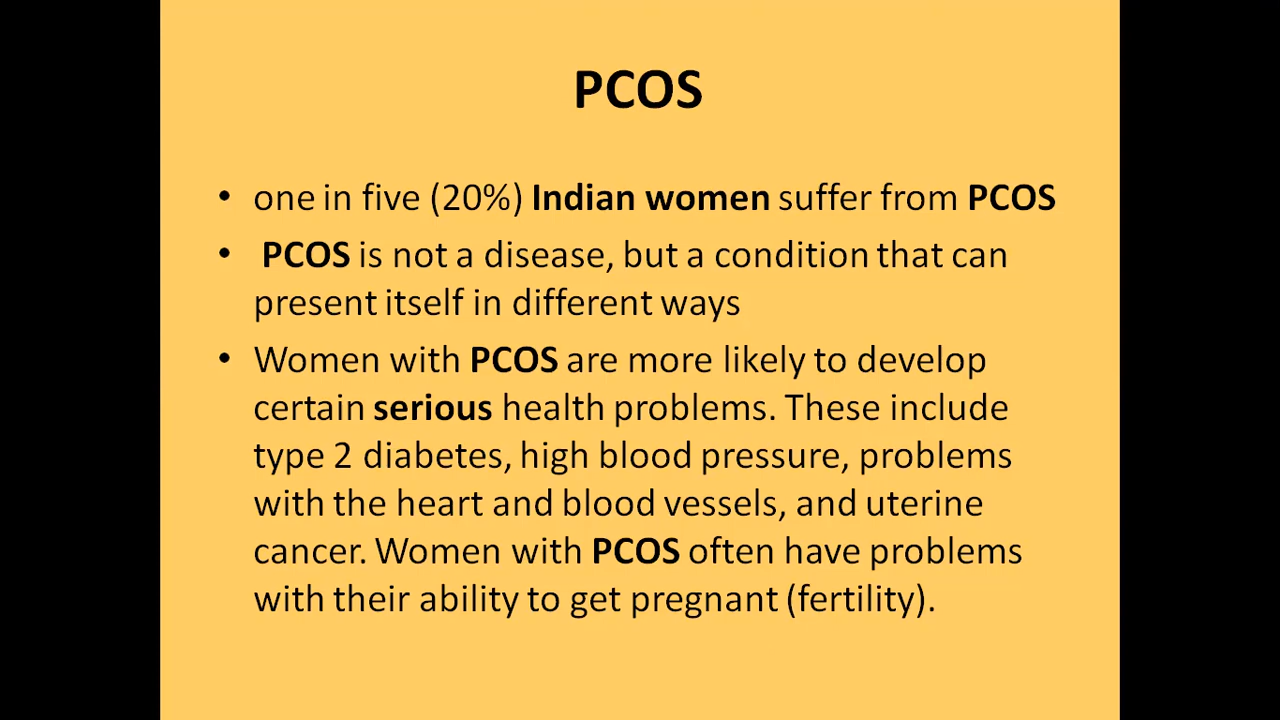 PCOS
• one in five (20%) Indian women suffer from PCOS
• PCOS is not a disease, but a condition that can
present itself in different ways
• Women with PCOS are more likely to develop
certain serious health problems. These include
type 2 diabetes, high blood pressure, problems
with the heart and blood vessels, and uterine
cancer. Women with PCOS often have problems
with their ability to get pregnant (fertility).